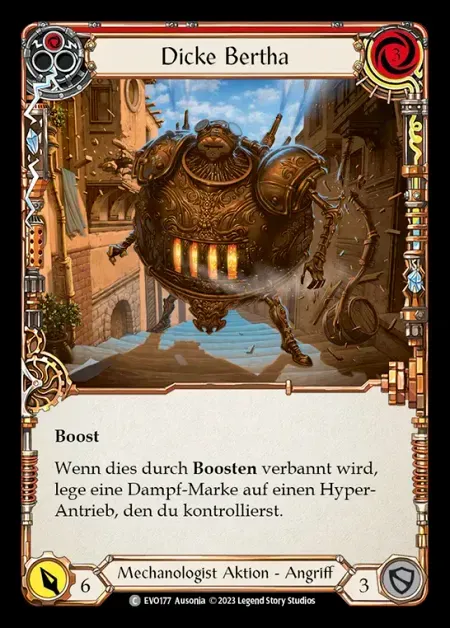 Dicke Bertha
3
Boost
Wenn dies durch Boosten verbannt wird,
lege eine Dampf-Marke auf einen Hyper-
Antrieb, den du kontrollierst.
6
Mechanologist Aktion - Angriff
3
C EVO177 Ausonia © 2023 Legend Story Studios